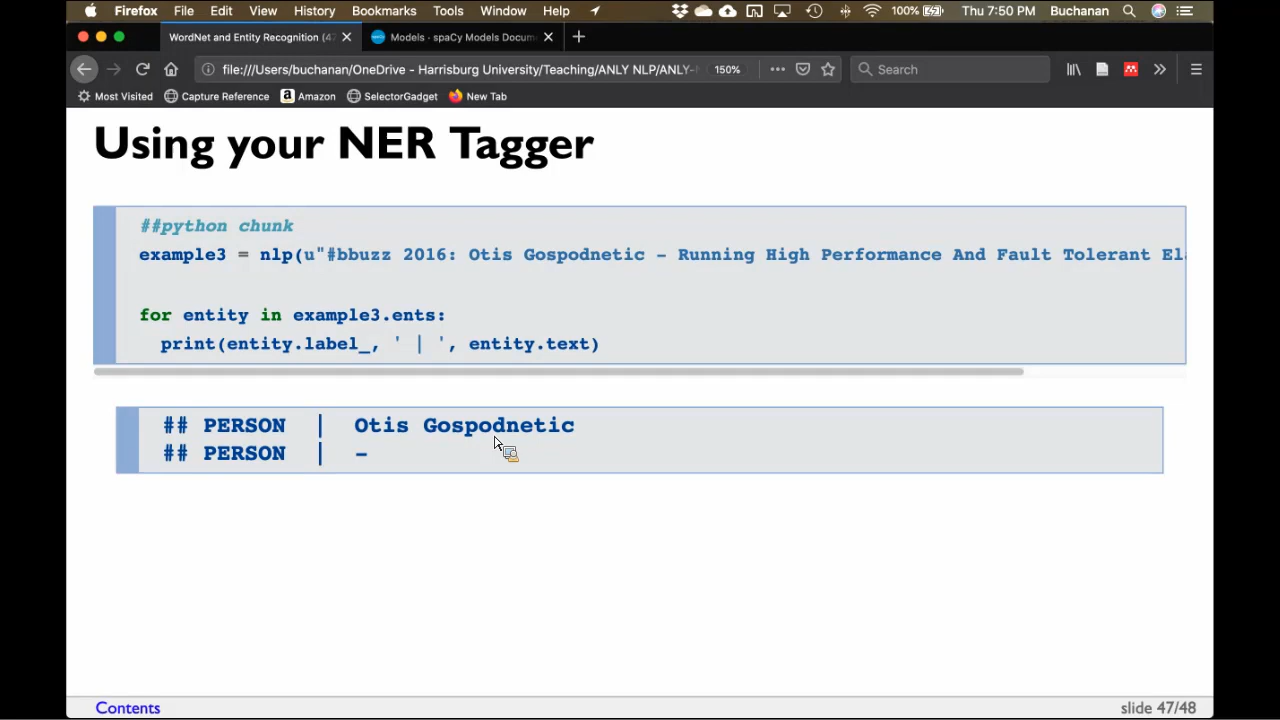 Firefox File Edit View History Bookmarks Tools Window Help 100% Thu 7:50 PM Buchanan
WordNet and Entity Recognition (47 Models · spaCy Models Docum
file:///Users/buchanan/OneDrive - Harrisburg University/Teaching/ANLY NLP/ANLY- 150% Search
Most Visited Capture Reference Amazon SelectorGadget New Tab
Using your NER Tagger
##python chunk
example3 = nlp(u"#bbuzz 2016: Otis Gospodnetic - Running High Performance And Fault Tolerant Ela
for entity in example3.ents:
print(entity.label_, ' | ', entity.text)
## PERSON | Otis Gospodnetic
## PERSON | -
Contents slide 47/48